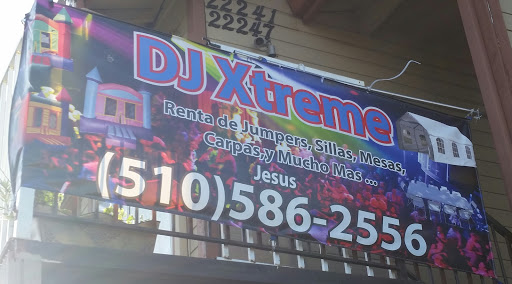 22241
22247
DJ Xtreme
Renta de Jumpers, Sillas, Mesas,
Carpas,y Mucho Mas ...
Jesus
(510)586-2556